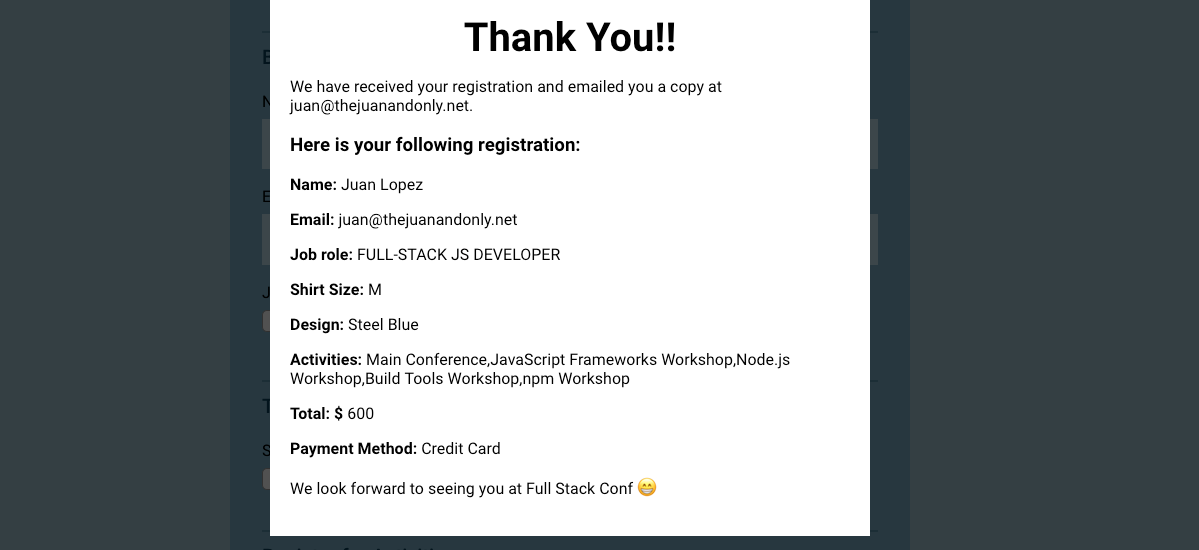 Thank You!!
We have received your registration and emailed you a copy at
juan@thejuanandonly.net.
Here is your following registration:
Name: Juan Lopez
Email: juan@thejuanandonly.net
Job role: FULL-STACK JS DEVELOPER
Shirt Size: M
Design: Steel Blue
Activities: Main Conference,JavaScript Frameworks Workshop,Node.js
Workshop,Build Tools Workshop,npm Workshop
Total: $ 600
Payment Method: Credit Card
We look forward to seeing you at Full Stack Conf 😁